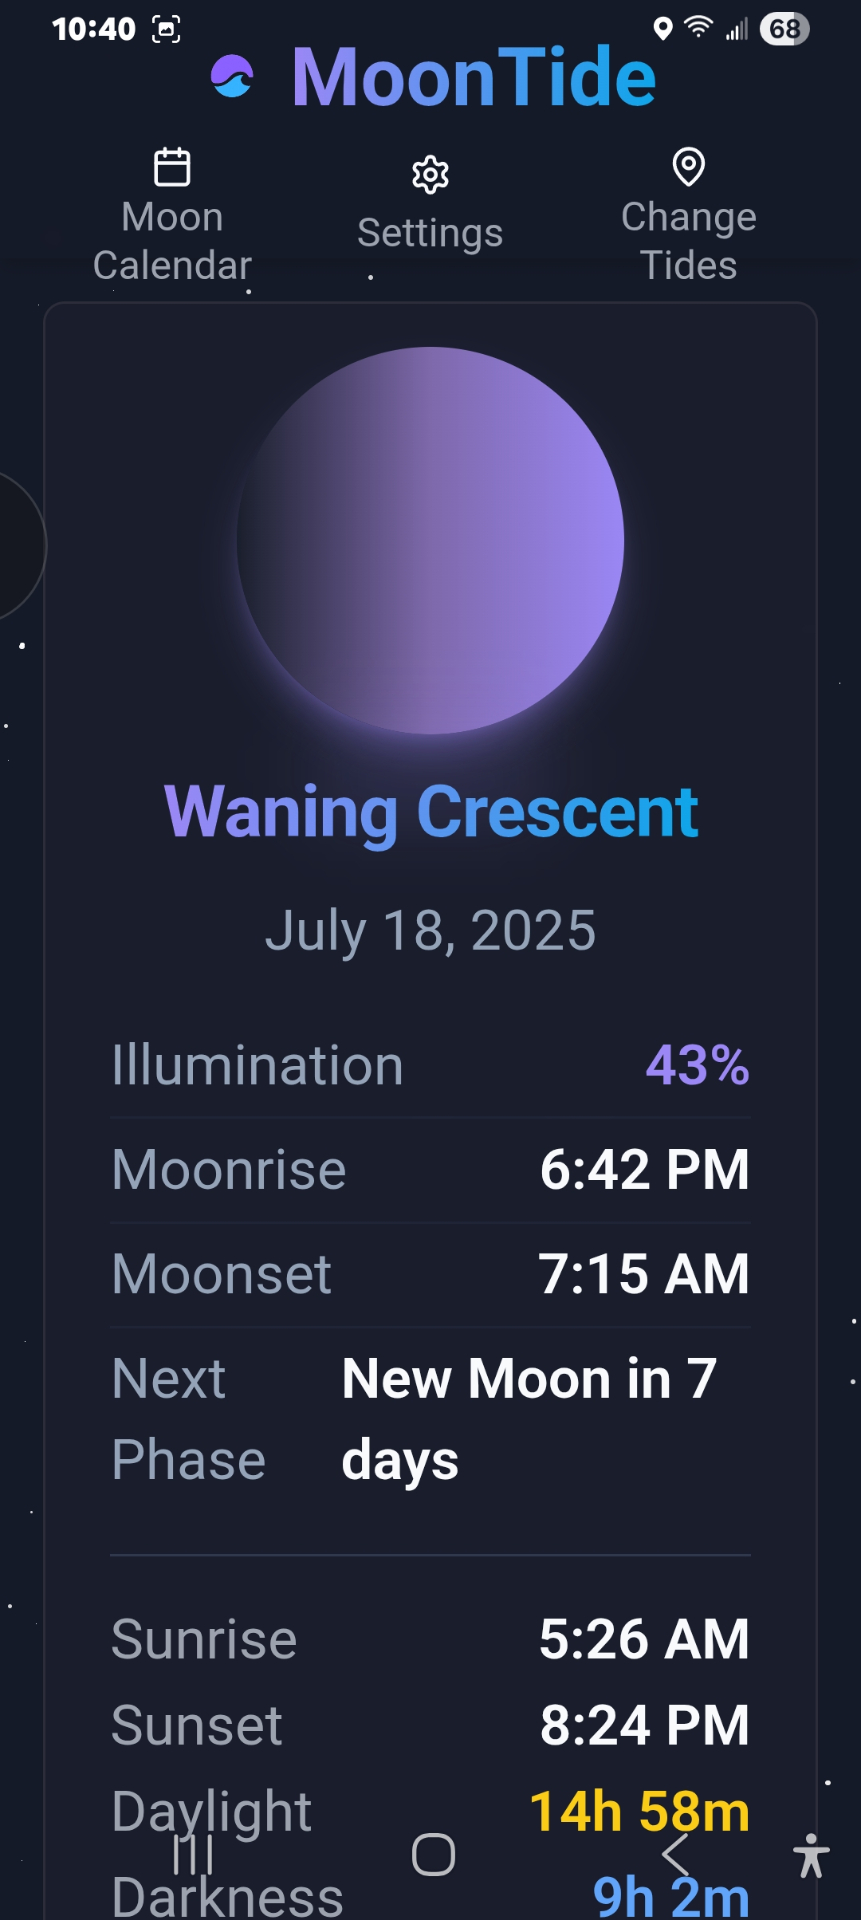 10:40
68
MoonTide
Moon
Calendar
Settings
Change
Tides
Waning Crescent
July 18, 2025
Illumination 43%
Moonrise 6:42 PM
Moonset 7:15 AM
Next New Moon in 7
Phase days
Sunrise 5:26 AM
Sunset 8:24 PM
Daylight 14h 58m
Darkness 9h 2m